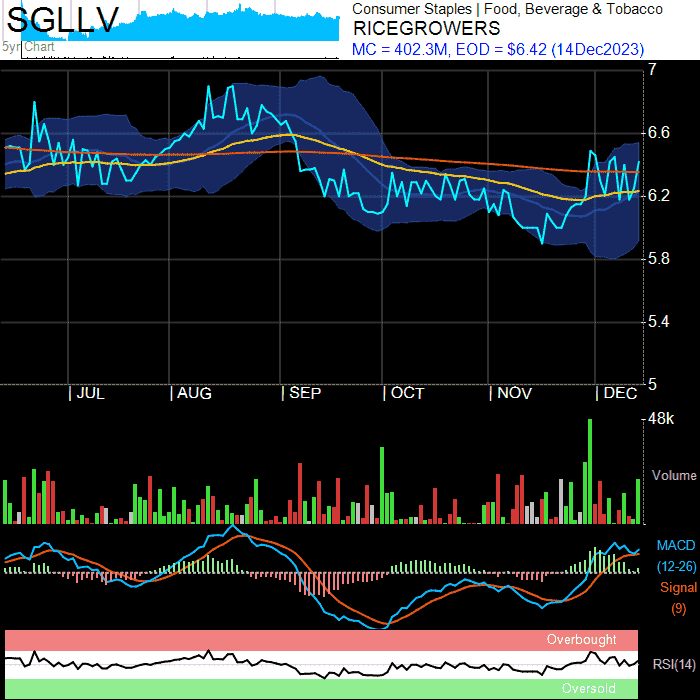 SGLLV
5yr Chart
Consumer Staples | Food, Beverage & Tobacco
RICEGROWERS
MC = 402.3M, EOD = $6.42 (14Dec2023)
7
6.6
6.2
5.8
5.4
5
JUL AUG SEP OCT NOV DEC
48k
Volume
MACD
(12-26)
Signal
(9)
Overbought
RSI(14)
Oversold